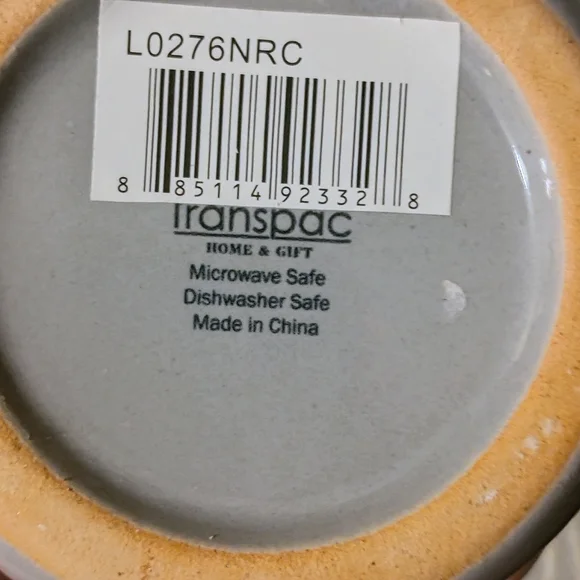 L0276NRC
8 85114 92332 8
Transpac
HOME & GIFT
Microwave Safe
Dishwasher Safe
Made in China